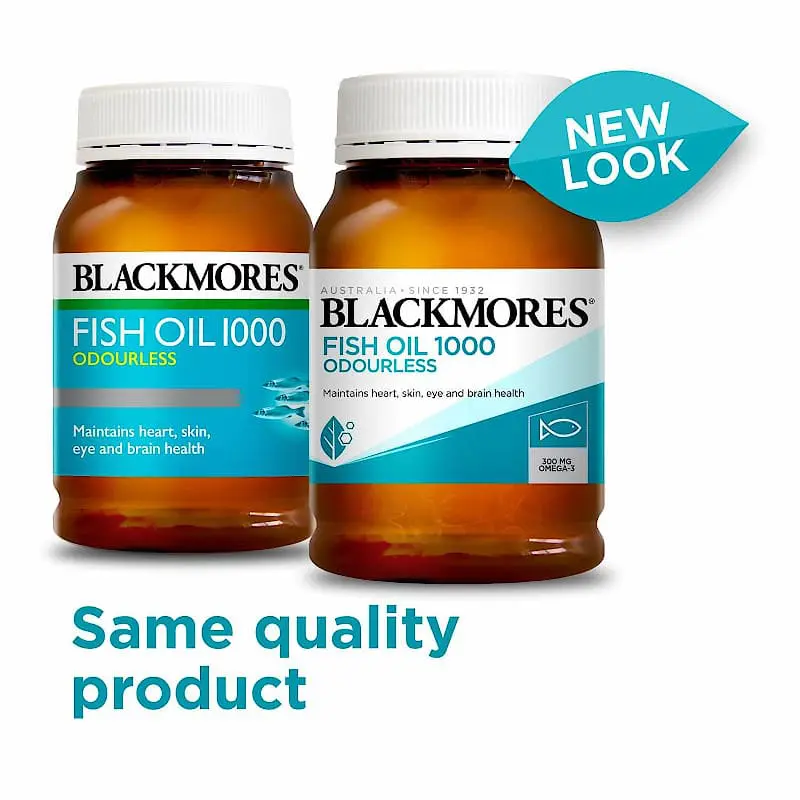 NEW
LOOK
BLACKMORES®
FISH OIL 1000
ODOURLESS
Maintains heart, skin,
eye and brain health
AUSTRALIA • SINCE 1932
BLACKMORES®
FISH OIL 1000
ODOURLESS
Maintains heart, skin, eye and brain health
300 MG
OMEGA-3
Same quality
product